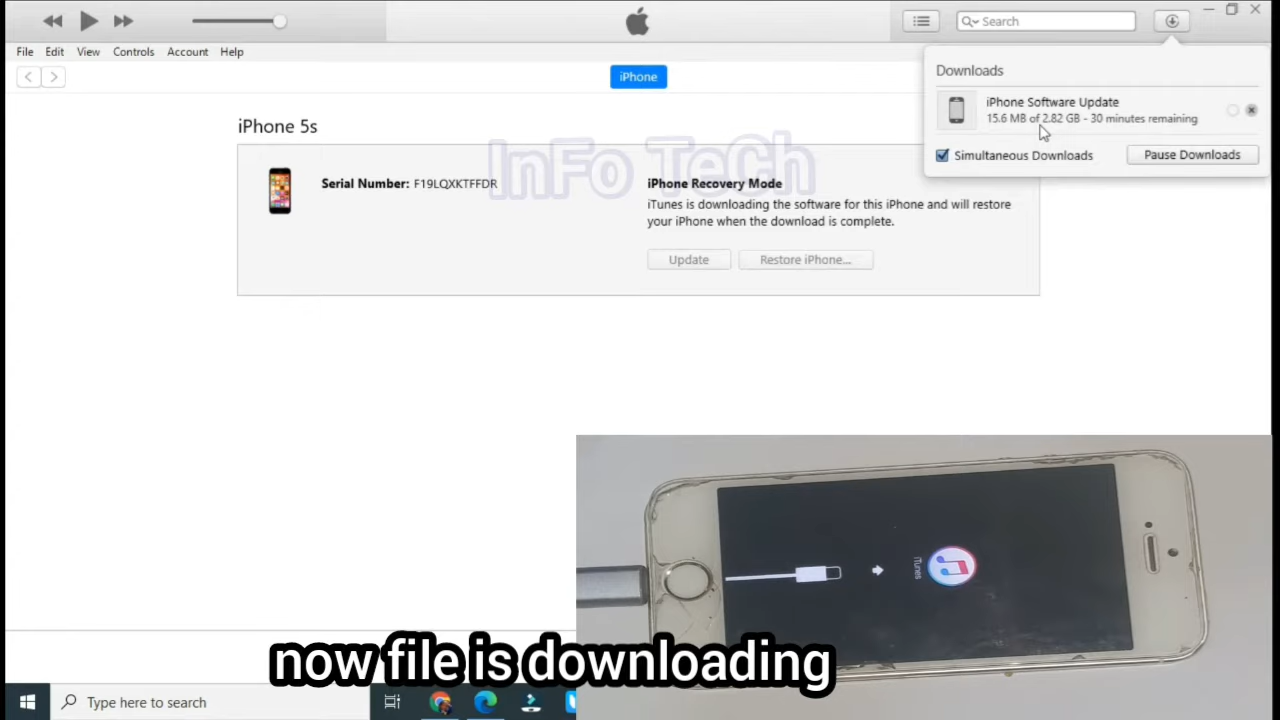 Search
File Edit View Controls Account Help
iPhone
Downloads
iPhone Software Update
15.6 MB of 2.82 GB - 30 minutes remaining
Simultaneous Downloads
Pause Downloads
iPhone 5s
InFo TeCh
Serial Number: F19LQXKTFFDR
iPhone Recovery Mode
iTunes is downloading the software for this iPhone and will restore
your iPhone when the download is complete.
Update
Restore iPhone...
iTunes
now file is downloading
Type here to search